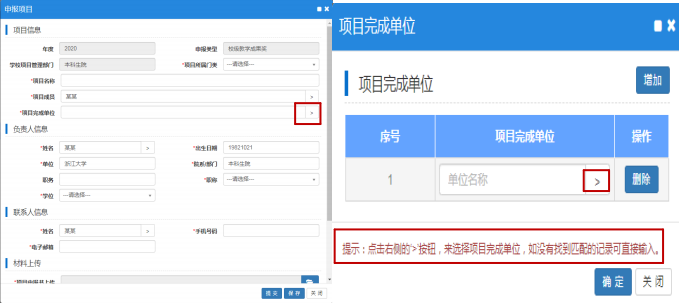 申报项目
项目信息
年度 2020 申报类型 校级教学成果奖
学校项目管理部门 本科生院 *项目所属门类 ---请选择---
*项目名称
*项目成员 某某 >
*项目完成单位 >
负责人信息
*姓名 某某 > *出生日期 19821021
*单位 浙江大学 *院系/部门 本科生院
职务 *职称 ---请选择---
*学位 ---请选择---
联系人信息
*姓名 某某 > *手机号码
*电子邮箱
材料上传
提 交 保 存 关 闭
项目完成单位
项目完成单位 增加
序号 项目完成单位 操作
1 单位名称 > 删除
提示：点击右侧的">"按钮，来选择项目完成单位，如没有找到匹配的记录可直接输入。
确 定 关 闭